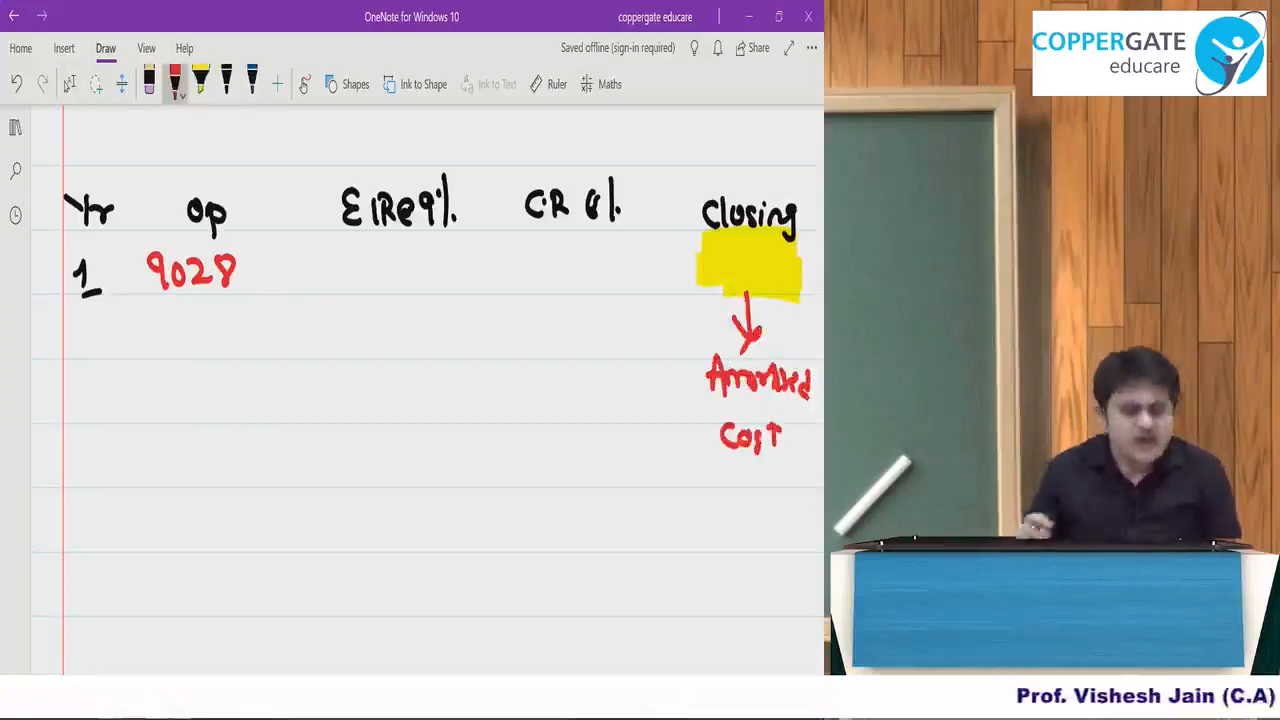 OneNote for Windows 10
coppergate educare
Home Insert Draw View Help
Saved offline (sign-in required)
Share
Shapes
Ink to Shape
Ink to Text
Ruler
Maths
COPPERGATE
educare
Yr Op EIR@9% CR 6% Closing
1 9028
Amortised
Cost
Prof. Vishesh Jain (C.A)